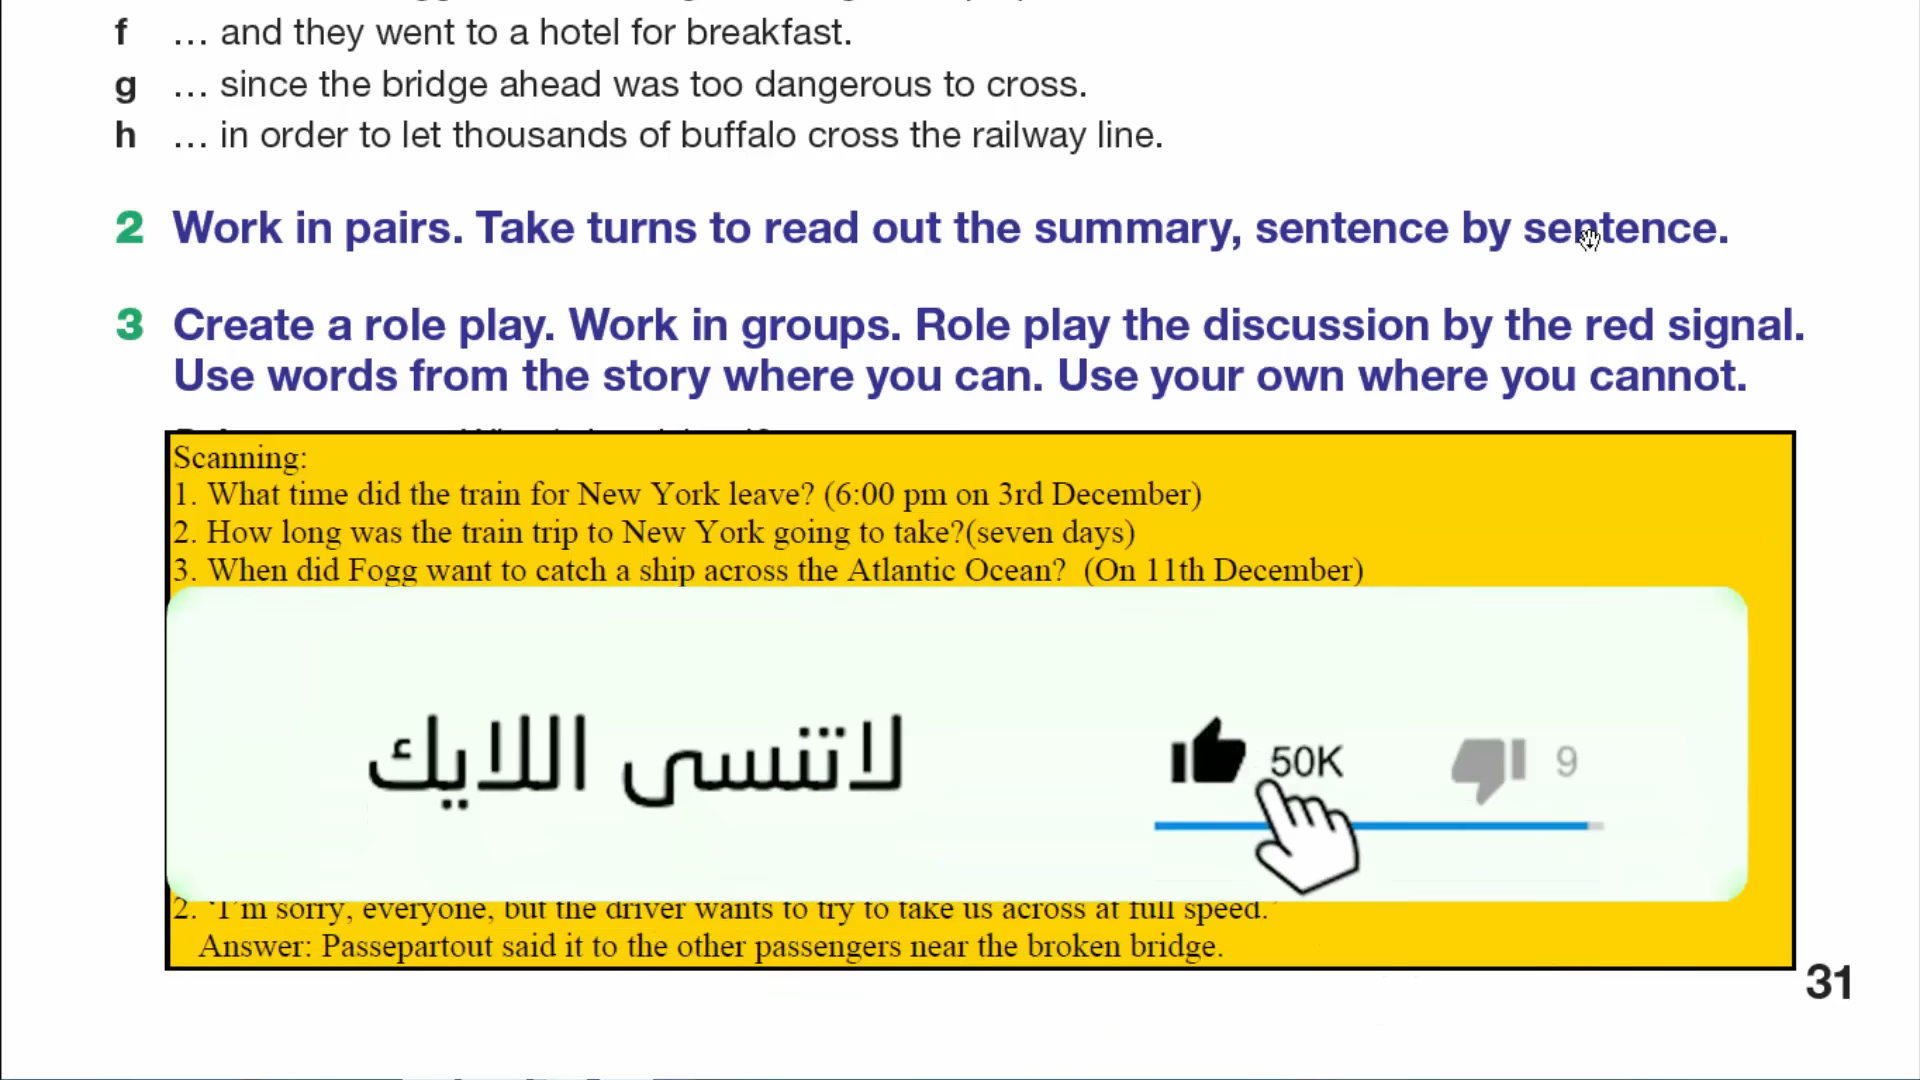 f … and they went to a hotel for breakfast.
g … since the bridge ahead was too dangerous to cross.
h … in order to let thousands of buffalo cross the railway line.
2 Work in pairs. Take turns to read out the summary, sentence by sentence.
3 Create a role play. Work in groups. Role play the discussion by the red signal.
Use words from the story where you can. Use your own where you cannot.
Scanning:
1. What time did the train for New York leave? (6:00 pm on 3rd December)
2. How long was the train trip to New York going to take?(seven days)
3. When did Fogg want to catch a ship across the Atlantic Ocean? (On 11th December)
لاتنسى اللايك
50K
9
2. ‘I’m sorry, everyone, but the driver wants to try to take us across at full speed.’
Answer: Passepartout said it to the other passengers near the broken bridge.
31